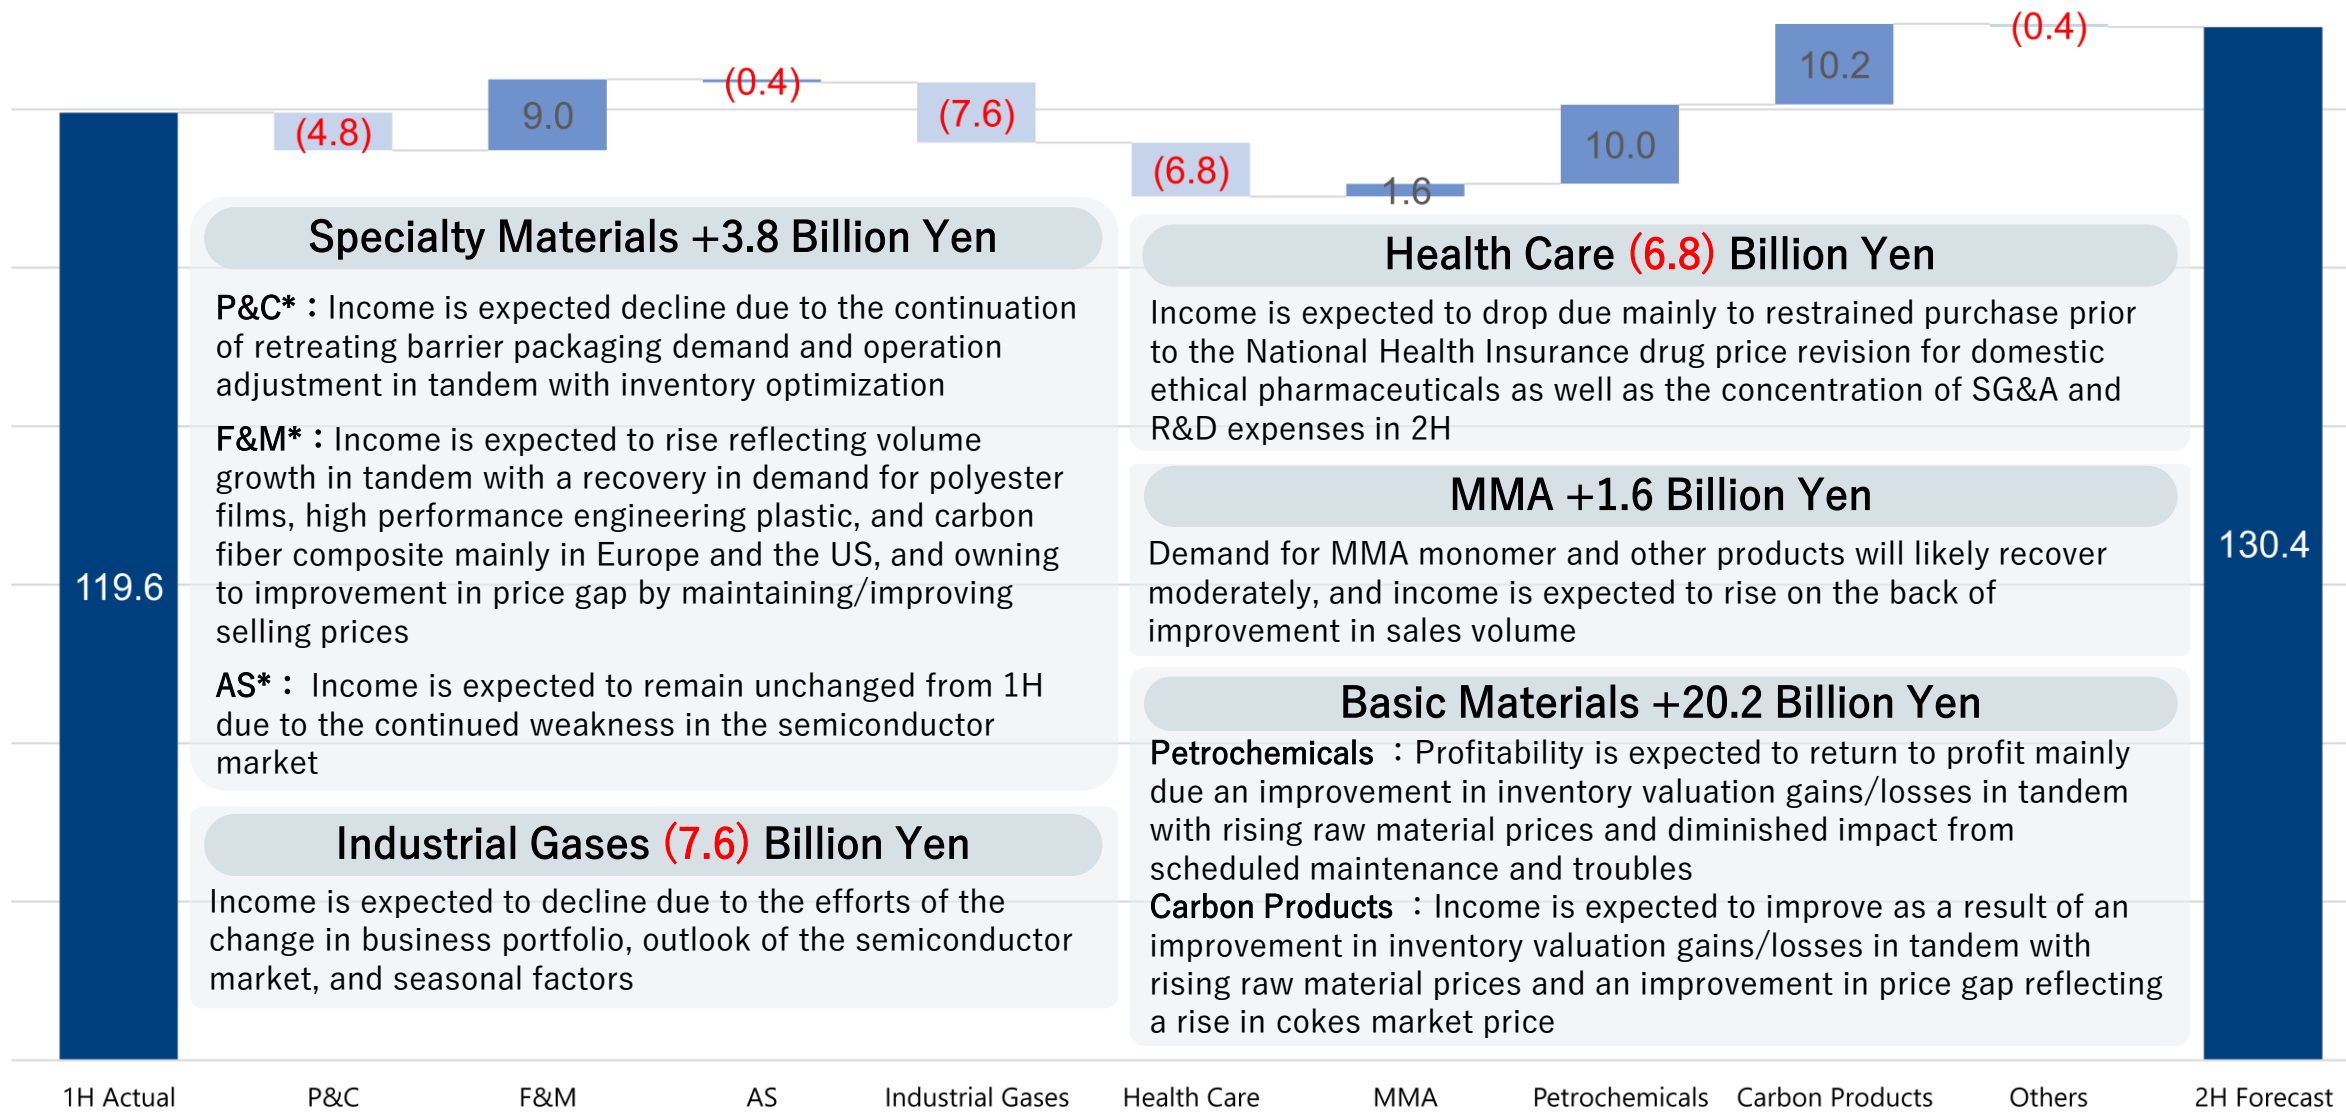 (4.8)
9.0
(0.4)
(7.6)
(6.8)
1.6
10.0
10.2
(0.4)
119.6
130.4
Specialty Materials +3.8 Billion Yen
P&C*：Income is expected decline due to the continuation
of retreating barrier packaging demand and operation
adjustment in tandem with inventory optimization
F&M*：Income is expected to rise reflecting volume
growth in tandem with a recovery in demand for polyester
films, high performance engineering plastic, and carbon
fiber composite mainly in Europe and the US, and owning
to improvement in price gap by maintaining/improving
selling prices
AS*： Income is expected to remain unchanged from 1H
due to the continued weakness in the semiconductor
market
Industrial Gases (7.6) Billion Yen
Income is expected to decline due to the efforts of the
change in business portfolio, outlook of the semiconductor
market, and seasonal factors
Health Care (6.8) Billion Yen
Income is expected to drop due mainly to restrained purchase prior
to the National Health Insurance drug price revision for domestic
ethical pharmaceuticals as well as the concentration of SG&A and
R&D expenses in 2H
MMA +1.6 Billion Yen
Demand for MMA monomer and other products will likely recover
moderately, and income is expected to rise on the back of
improvement in sales volume
Basic Materials +20.2 Billion Yen
Petrochemicals ：Profitability is expected to return to profit mainly
due an improvement in inventory valuation gains/losses in tandem
with rising raw material prices and diminished impact from
scheduled maintenance and troubles
Carbon Products ：Income is expected to improve as a result of an
improvement in inventory valuation gains/losses in tandem with
rising raw material prices and an improvement in price gap reflecting
a rise in cokes market price
1H Actual
P&C
F&M
AS
Industrial Gases
Health Care
MMA
Petrochemicals
Carbon Products
Others
2H Forecast